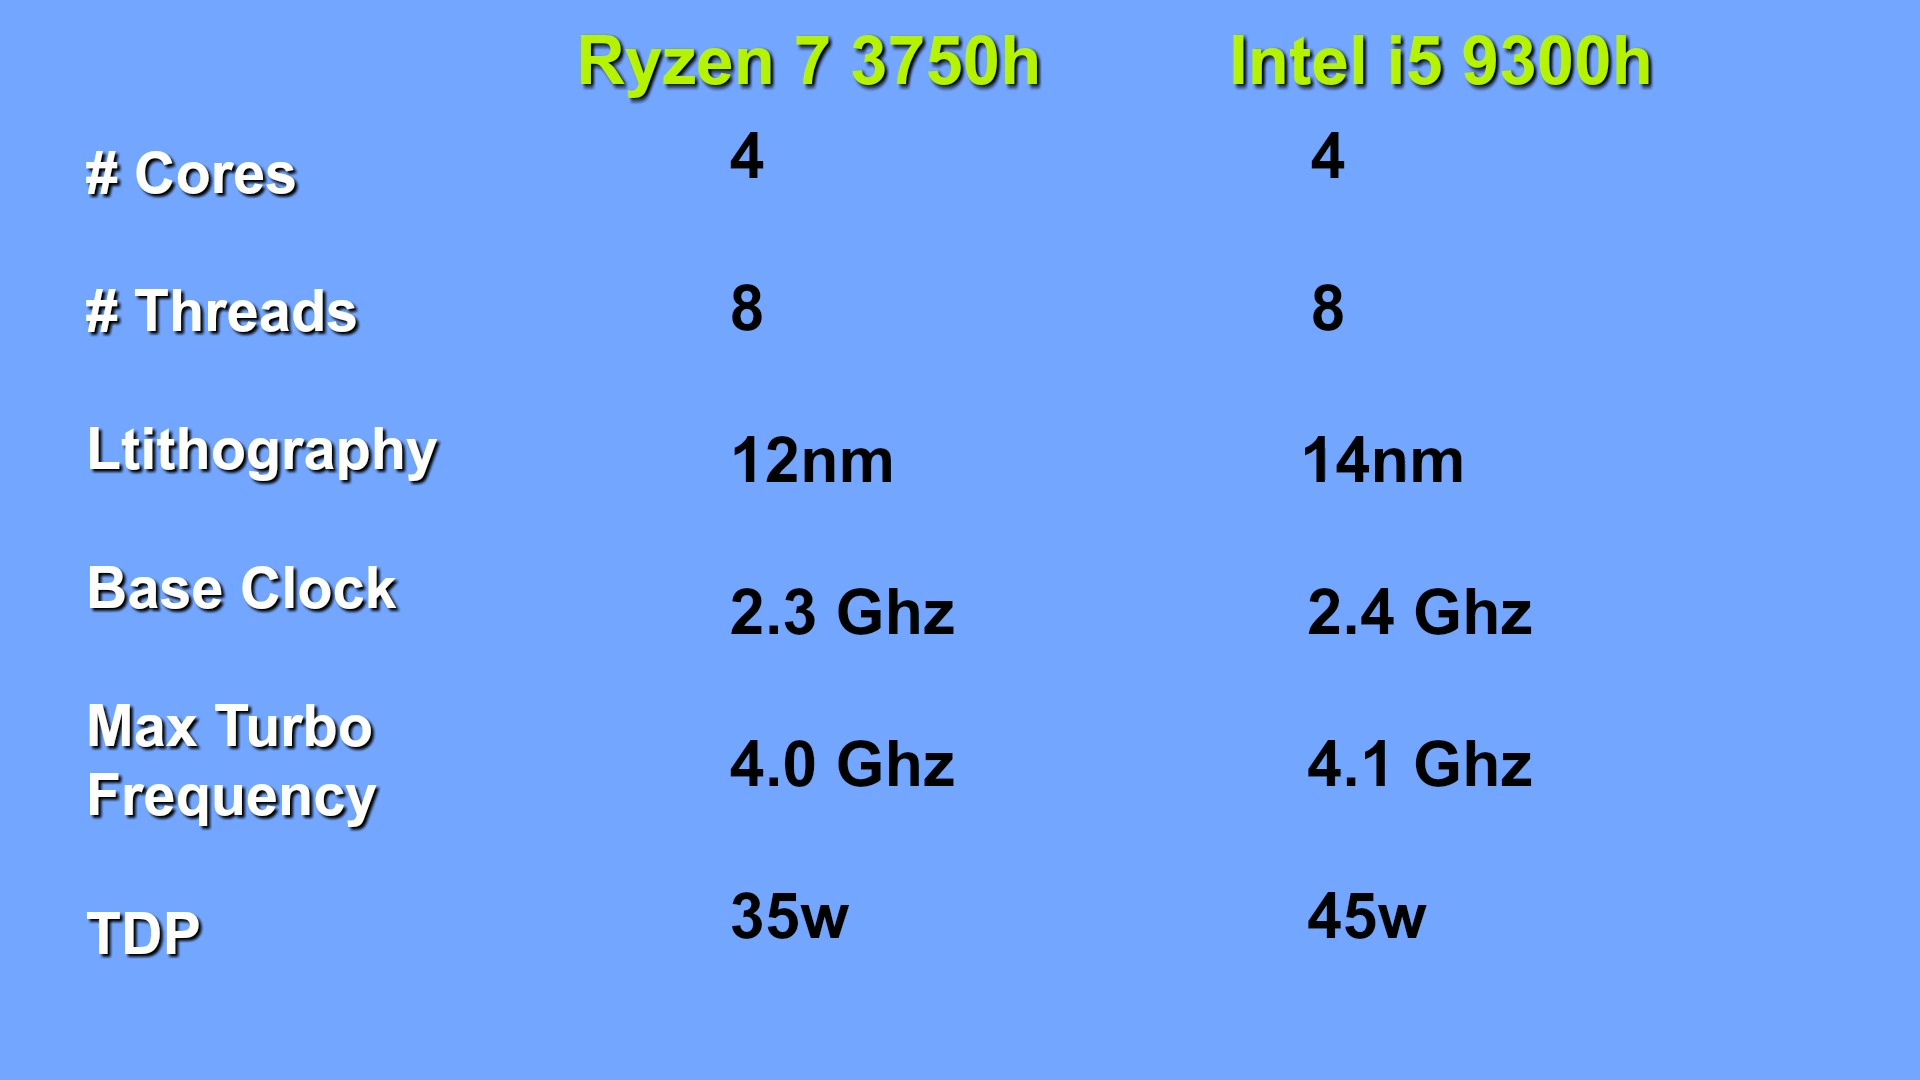 Ryzen 7 3750h Intel i5 9300h
# Cores 4 4
# Threads 8 8
Ltithography 12nm 14nm
Base Clock 2.3 Ghz 2.4 Ghz
Max Turbo
Frequency 4.0 Ghz 4.1 Ghz
TDP 35w 45w